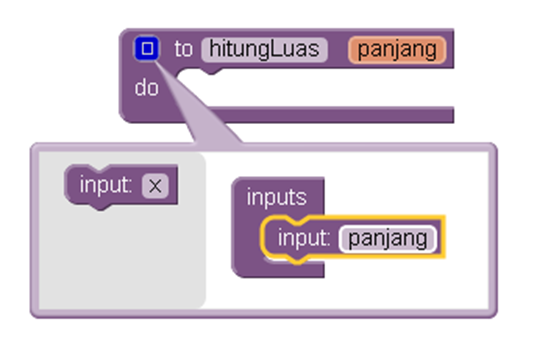 to hitungLuas panjang
do
input: x
inputs
input: panjang